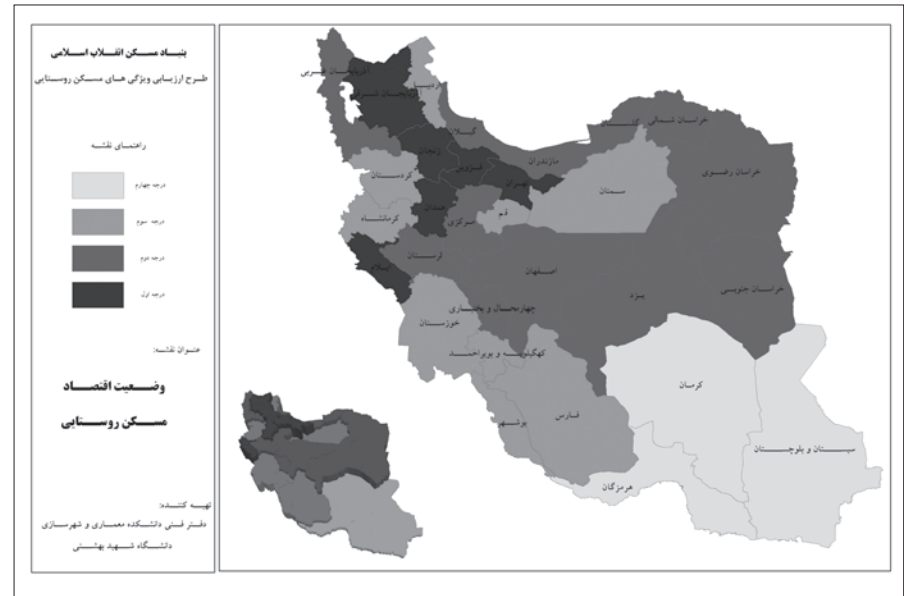 بنیاد مسکن انقلاب اسلامی
طرح ارزیابی ویژگی های مسکن روستایی
راهنمای نقشه
درجه چهارم
درجه سوم
درجه دوم
درجه اول
عنوان نقشه:
وضعیت اقتصاد
مسکن روستایی
تهیه کننده:
دفتر فنی دانشکده معماری و شهرسازی
دانشگاه شهید بهشتی
آذربایجان غربی
آذربایجان شرقی
اردبیل
گیلان
زنجان
قزوین
کردستان
تهران
مازندران
گلستان
خراسان شمالی
خراسان رضوی
سمنان
همدان
کرمانشاه
مرکزی
قم
ایلام
لرستان
اصفهان
یزد
خراسان جنوبی
چهارمحال و بختیاری
خوزستان
کهگیلویه و بویراحمد
کرمان
فارس
بوشهر
سیستان و بلوچستان
هرمزگان